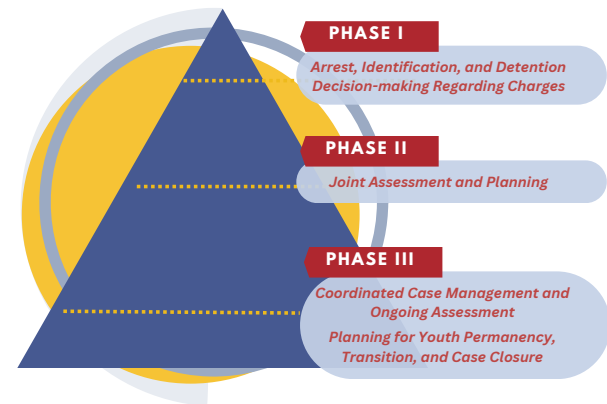 PHASE I
Arrest, Identification, and Detention
Decision-making Regarding Charges
PHASE II
Joint Assessment and Planning
PHASE III
Coordinated Case Management and
Ongoing Assessment
Planning for Youth Permanency,
Transition, and Case Closure